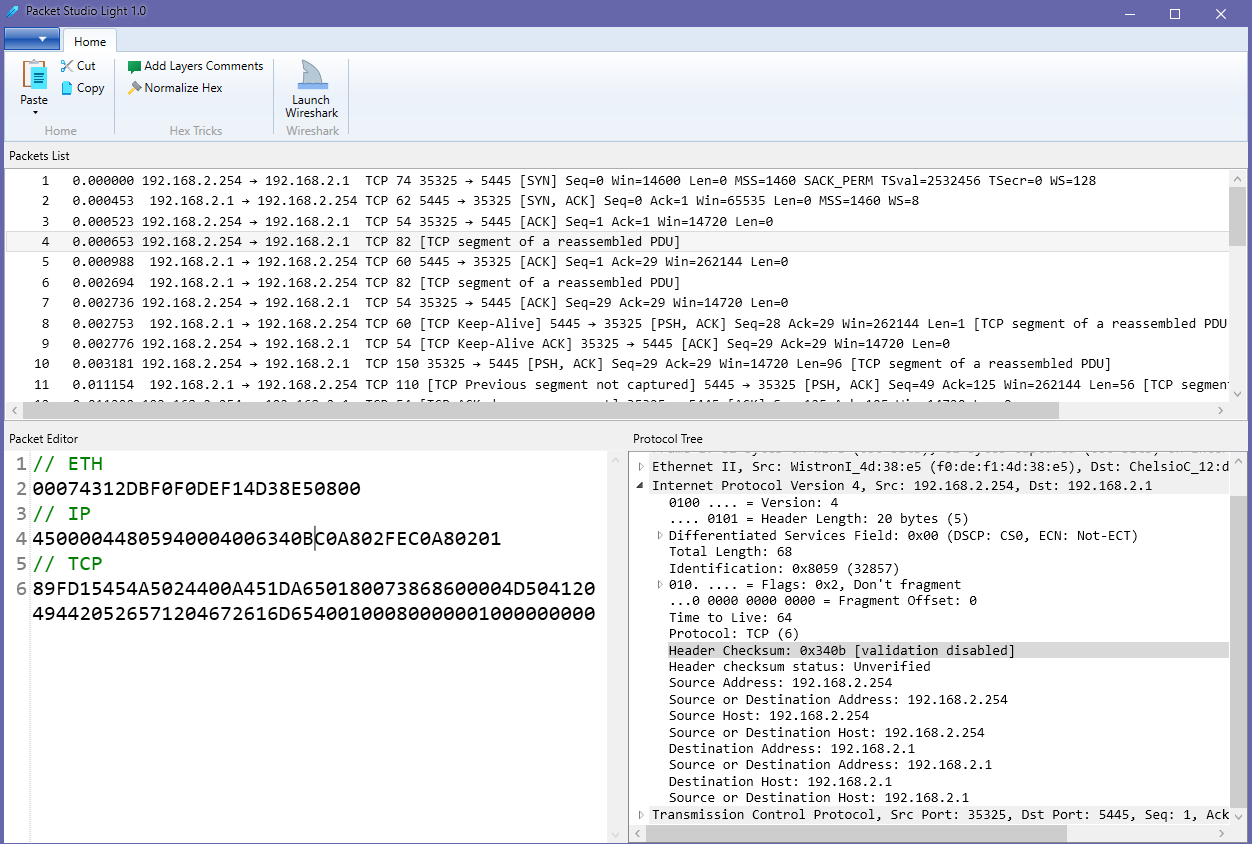 Packet Studio Light 1.0
Home
Paste
Cut
Copy
Home
Add Layers Comments
Normalize Hex
Hex Tricks
Launch
Wireshark
Wireshark
Packets List
1 0.000000 192.168.2.254 → 192.168.2.1 TCP 74 35325 → 5445 [SYN] Seq=0 Win=14600 Len=0 MSS=1460 SACK_PERM TSval=2532456 TSecr=0 WS=128
2 0.000453 192.168.2.1 → 192.168.2.254 TCP 62 5445 → 35325 [SYN, ACK] Seq=0 Ack=1 Win=65535 Len=0 MSS=1460 WS=8
3 0.000523 192.168.2.254 → 192.168.2.1 TCP 54 35325 → 5445 [ACK] Seq=1 Ack=1 Win=14720 Len=0
4 0.000653 192.168.2.254 → 192.168.2.1 TCP 82 [TCP segment of a reassembled PDU]
5 0.000988 192.168.2.1 → 192.168.2.254 TCP 60 5445 → 35325 [ACK] Seq=1 Ack=29 Win=262144 Len=0
6 0.002694 192.168.2.1 → 192.168.2.254 TCP 82 [TCP segment of a reassembled PDU]
7 0.002736 192.168.2.254 → 192.168.2.1 TCP 54 35325 → 5445 [ACK] Seq=29 Ack=29 Win=14720 Len=0
8 0.002753 192.168.2.1 → 192.168.2.254 TCP 60 [TCP Keep-Alive] 5445 → 35325 [PSH, ACK] Seq=28 Ack=29 Win=262144 Len=1 [TCP segment of a reassembled PDU
9 0.002776 192.168.2.254 → 192.168.2.1 TCP 54 [TCP Keep-Alive ACK] 35325 → 5445 [ACK] Seq=29 Ack=29 Win=14720 Len=0
10 0.003181 192.168.2.254 → 192.168.2.1 TCP 150 35325 → 5445 [PSH, ACK] Seq=29 Ack=29 Win=14720 Len=96 [TCP segment of a reassembled PDU]
11 0.011154 192.168.2.1 → 192.168.2.254 TCP 110 [TCP Previous segment not captured] 5445 → 35325 [PSH, ACK] Seq=49 Ack=125 Win=262144 Len=56 [TCP segment
Packet Editor
1 // ETH
2 00074312DBF0F0DEF14D38E50800
3 // IP
4 45000044805940004006340BC0A802FEC0A80201
5 // TCP
6 89FD15454A5024400A451DA6501800738686​00004D504120
4944205265712​04672616D65400100080000001000000000
Protocol Tree
Ethernet II, Src: WistronI_4d:38:e5 (f0:de:f1:4d:38:e5), Dst: ChelsioC_12:d
Internet Protocol Version 4, Src: 192.168.2.254, Dst: 192.168.2.1
0100 .... = Version: 4
.... 0101 = Header Length: 20 bytes (5)
Differentiated Services Field: 0x00 (DSCP: CS0, ECN: Not-ECT)
Total Length: 68
Identification: 0x8059 (32857)
010. .... = Flags: 0x2, Don't fragment
...0 0000 0000 0000 = Fragment Offset: 0
Time to Live: 64
Protocol: TCP (6)
Header Checksum: 0x340b [validation disabled]
Header checksum status: Unverified
Source Address: 192.168.2.254
Source or Destination Address: 192.168.2.254
Source Host: 192.168.2.254
Source or Destination Host: 192.168.2.254
Destination Address: 192.168.2.1
Source or Destination Address: 192.168.2.1
Destination Host: 192.168.2.1
Source or Destination Host: 192.168.2.1
Transmission Control Protocol, Src Port: 35325, Dst Port: 5445, Seq: 1, Ack